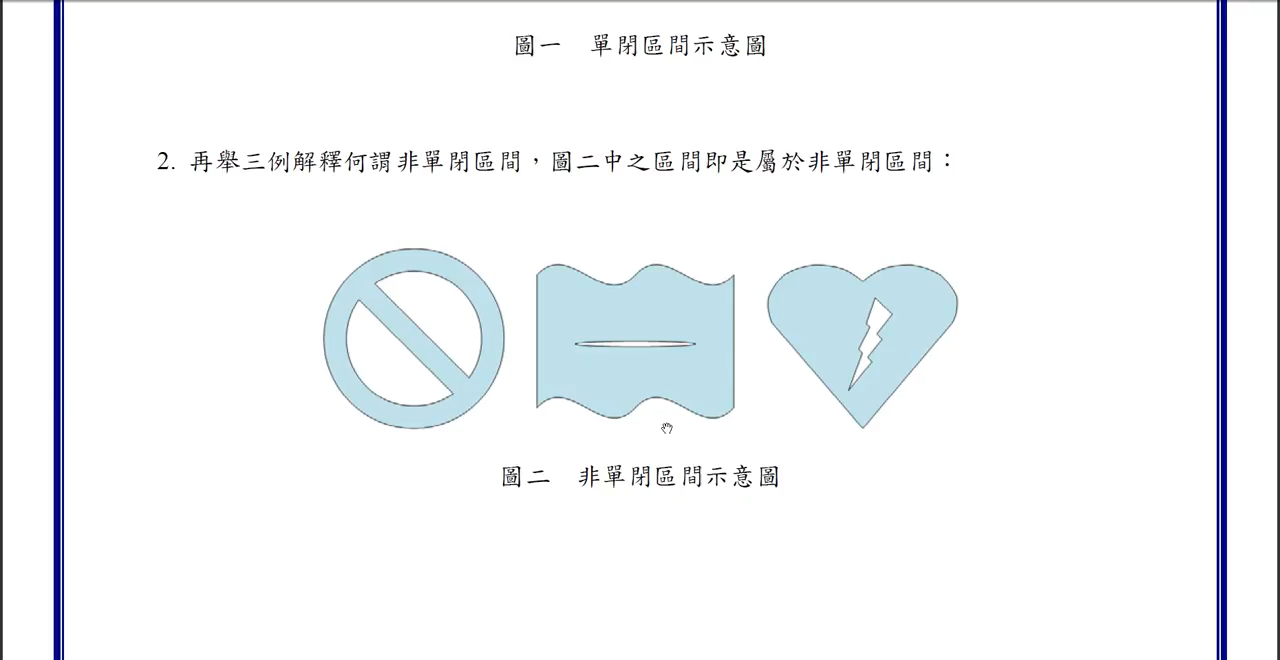 圖一　單閉區間示意圖
2. 再舉三例解釋何謂非單閉區間，圖二中之區間即是屬於非單閉區間：
圖二　非單閉區間示意圖